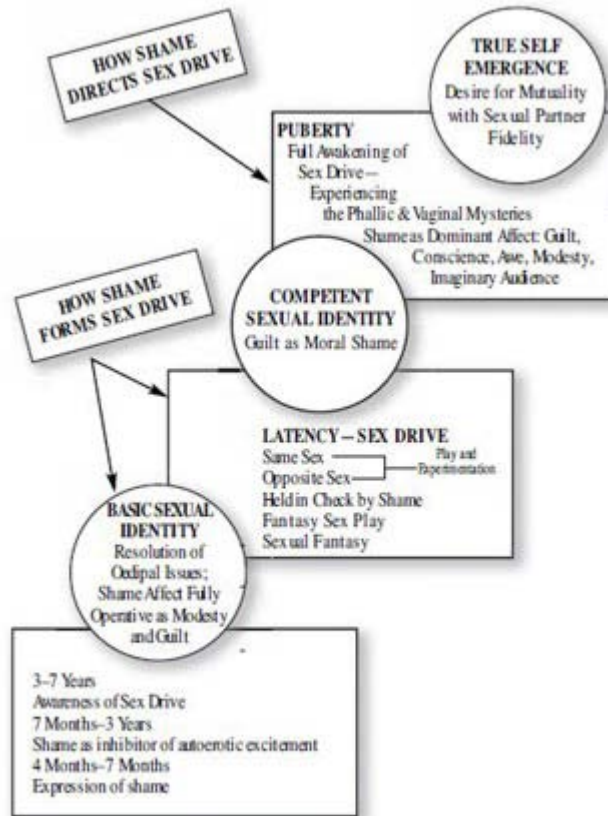 HOW SHAME
DIRECTS SEX DRIVE
TRUE SELF
EMERGENCE
Desire for Mutuality
with Sexual Partner
Fidelity
PUBERTY
Full Awakening of
Sex Drive—
Experiencing
the Phallic & Vaginal Mysteries
Shame as Dominant Affect: Guilt,
Conscience, Awe, Modesty,
Imaginary Audience
HOW SHAME
FORMS SEX DRIVE
COMPETENT
SEXUAL IDENTITY
Guilt as Moral Shame
LATENCY — SEX DRIVE
Same Sex
Opposite Sex
Play and
Experimentation
Held in Check by Shame
Fantasy Sex Play
Sexual Fantasy
BASIC SEXUAL
IDENTITY
Resolution of
Oedipal Issues;
Shame Affect Fully
Operative as Modesty
and Guilt
3–7 Years
Awareness of Sex Drive
7 Months–3 Years
Shame as inhibitor of autoerotic excitement
4 Months–7 Months
Expression of shame